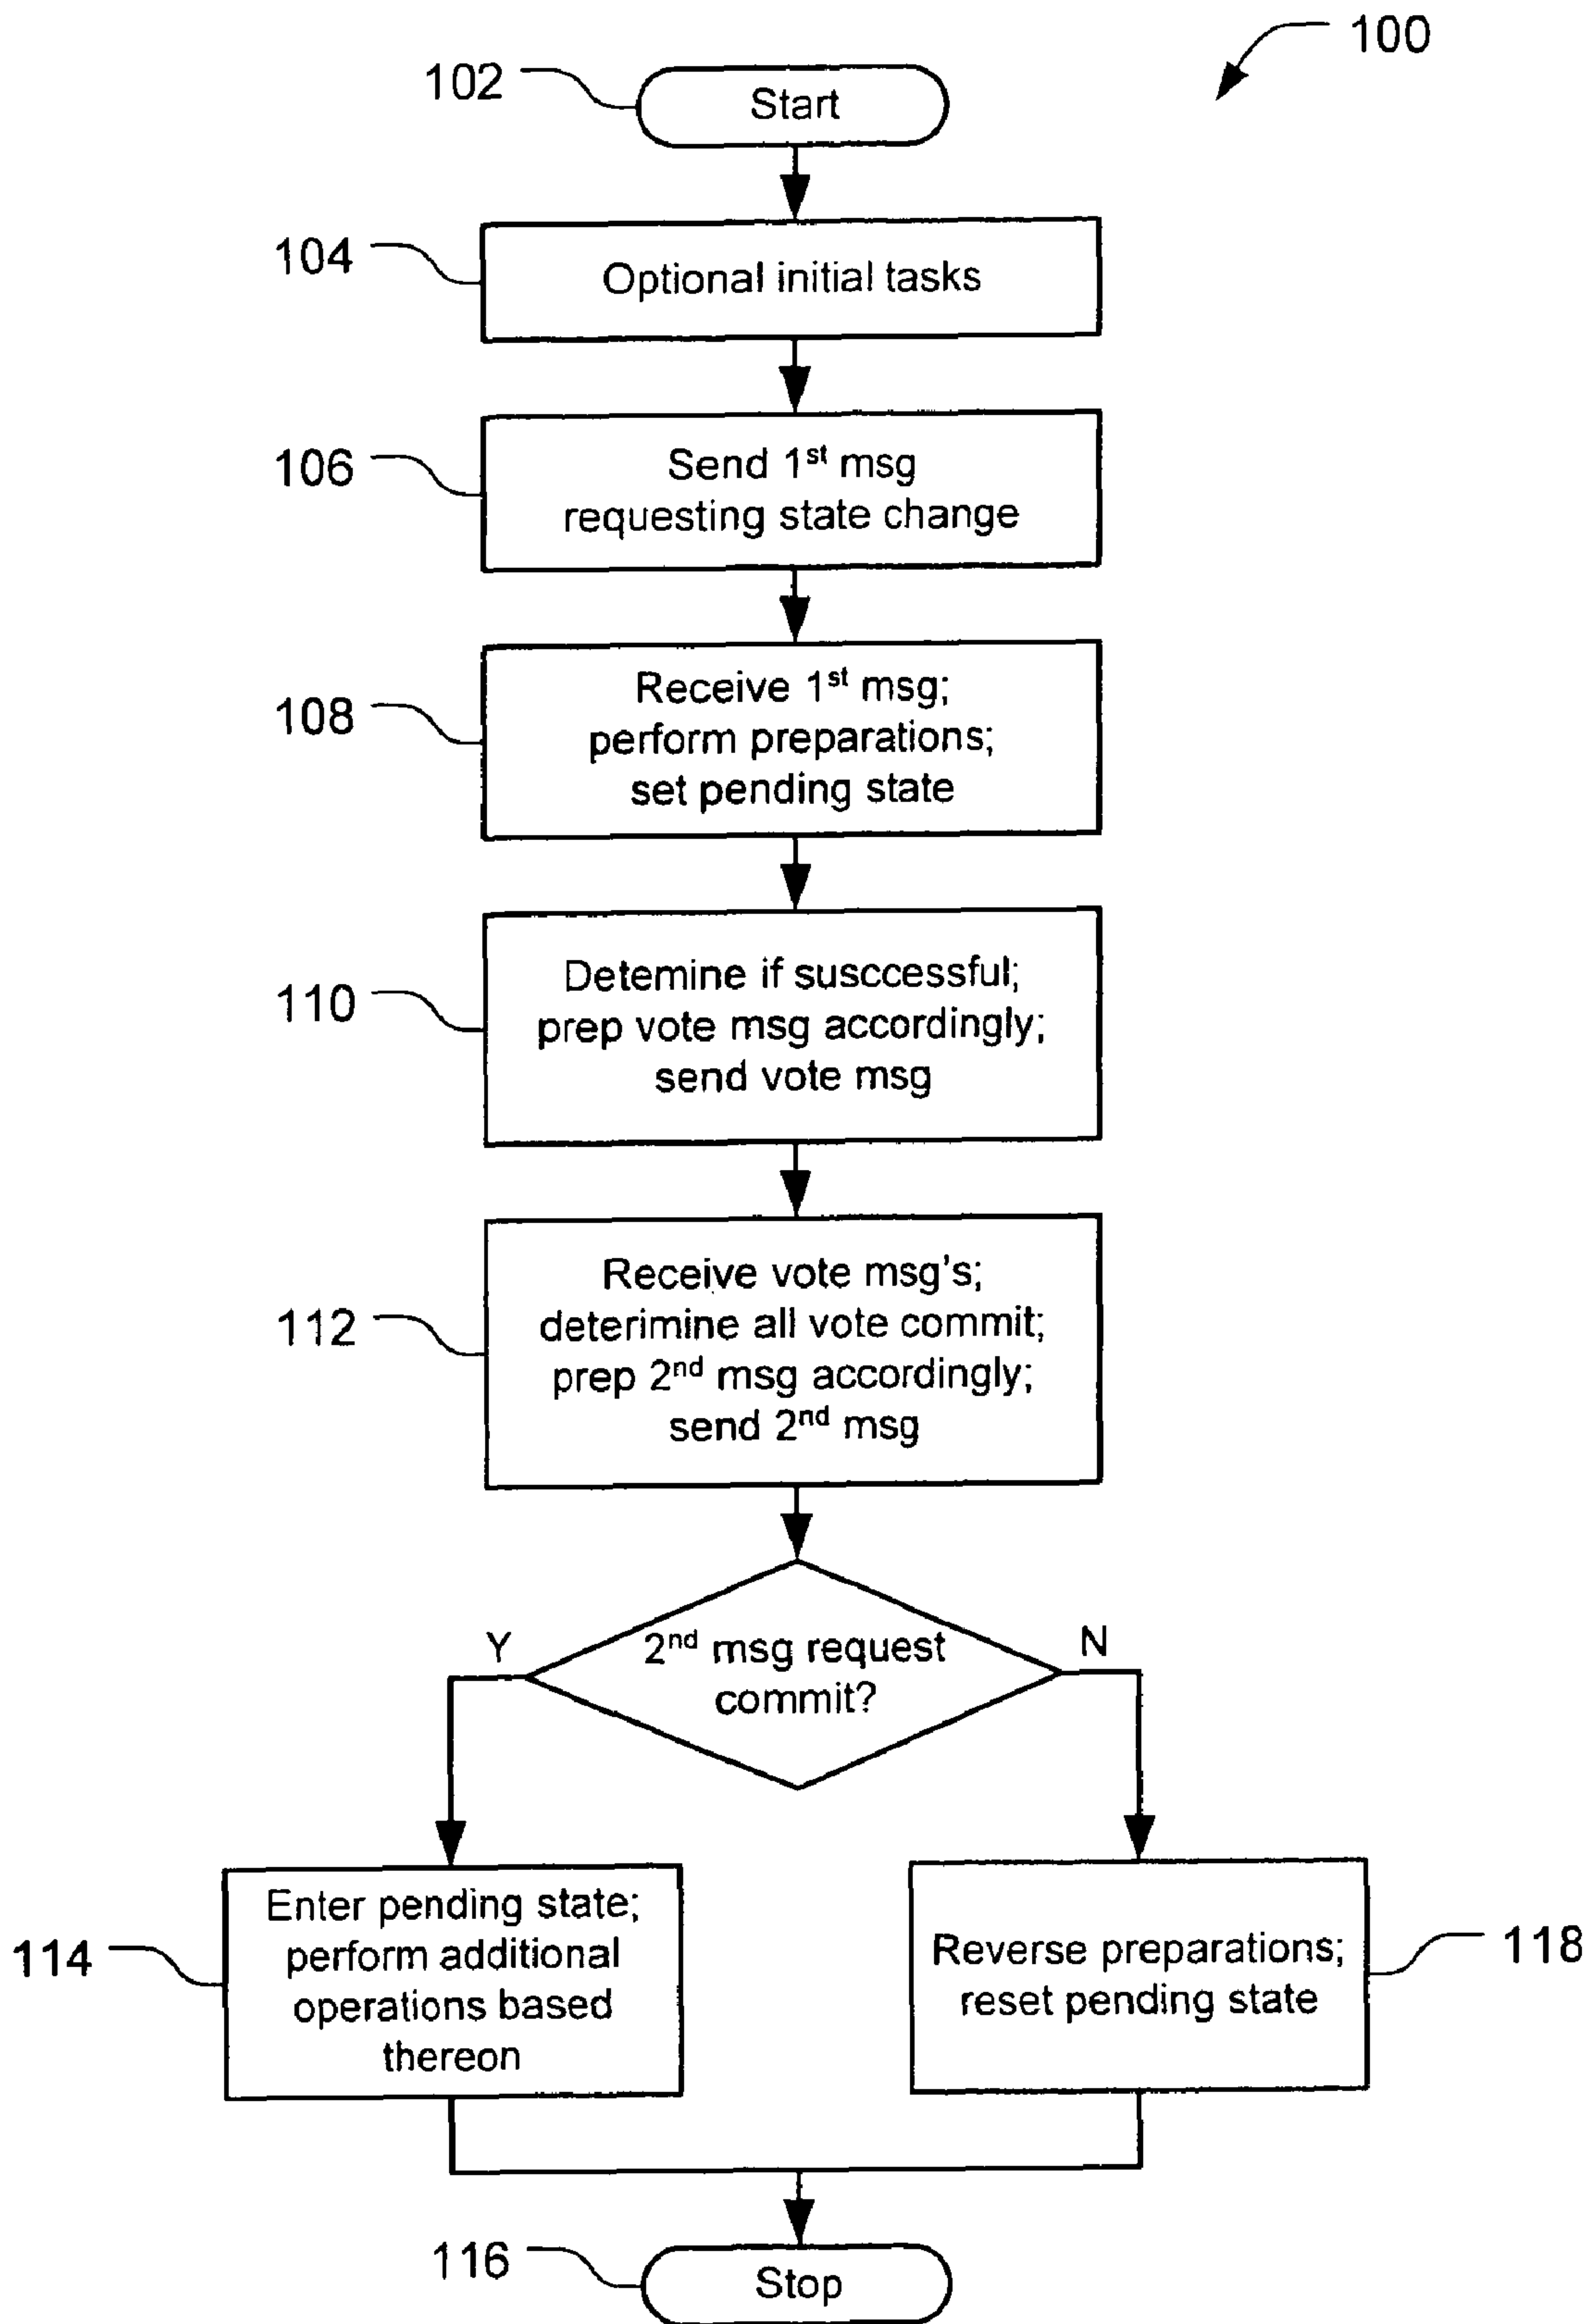 100
102
Start
104
Optional initial tasks
106
Send 1st msg
requesting state change
108
Receive 1st msg;
perform preparations;
set pending state
110
Detemine if susccessful;
prep vote msg accordingly;
send vote msg
112
Receive vote msg's;
deterimine all vote commit;
prep 2nd msg accordingly;
send 2nd msg
Y
2nd msg request
commit?
N
114
Enter pending state;
perform additional
operations based
thereon
Reverse preparations;
reset pending state
118
116
Stop